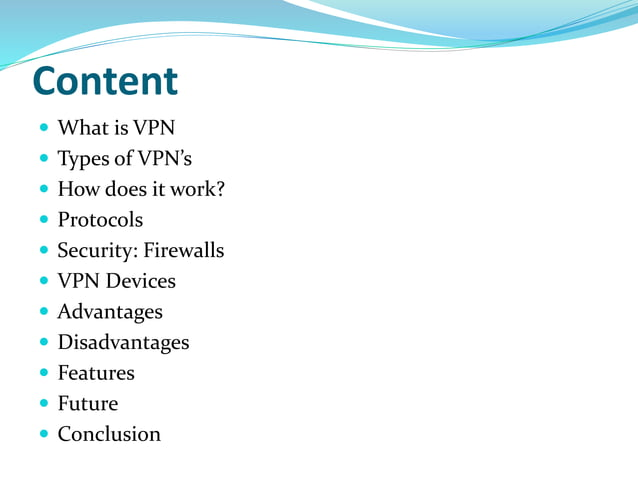 Content
What is VPN
Types of VPN’s
How does it work?
Protocols
Security: Firewalls
VPN Devices
Advantages
Disadvantages
Features
Future
Conclusion